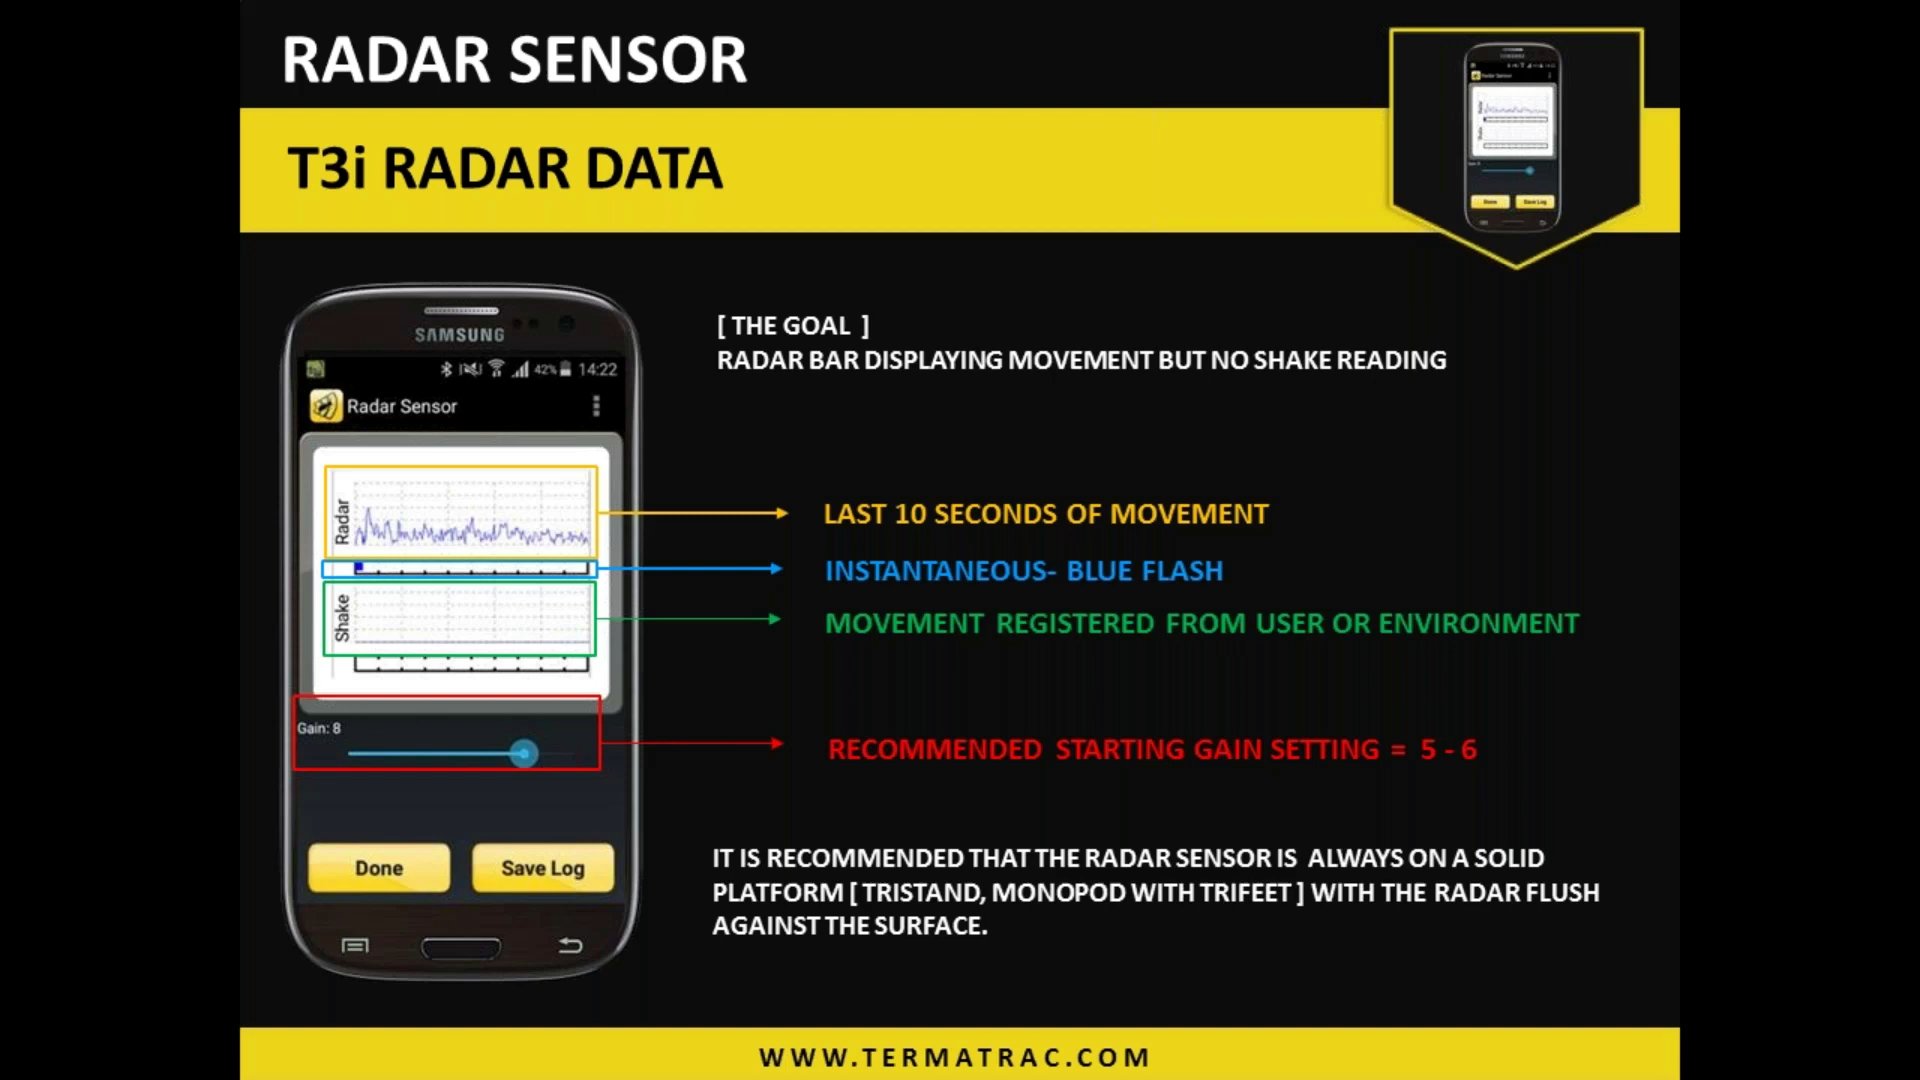 RADAR SENSOR
T3i RADAR DATA
[ THE GOAL ]
RADAR BAR DISPLAYING MOVEMENT BUT NO SHAKE READING
SAMSUNG
42% 14:22
Radar Sensor
Radar
Shake
Gain: 8
Done Save Log
LAST 10 SECONDS OF MOVEMENT
INSTANTANEOUS- BLUE FLASH
MOVEMENT REGISTERED FROM USER OR ENVIRONMENT
RECOMMENDED STARTING GAIN SETTING = 5 - 6
IT IS RECOMMENDED THAT THE RADAR SENSOR IS ALWAYS ON A SOLID
PLATFORM [ TRISTAND, MONOPOD WITH TRIFEET ] WITH THE RADAR FLUSH
AGAINST THE SURFACE.
WWW.TERMATRAC.COM